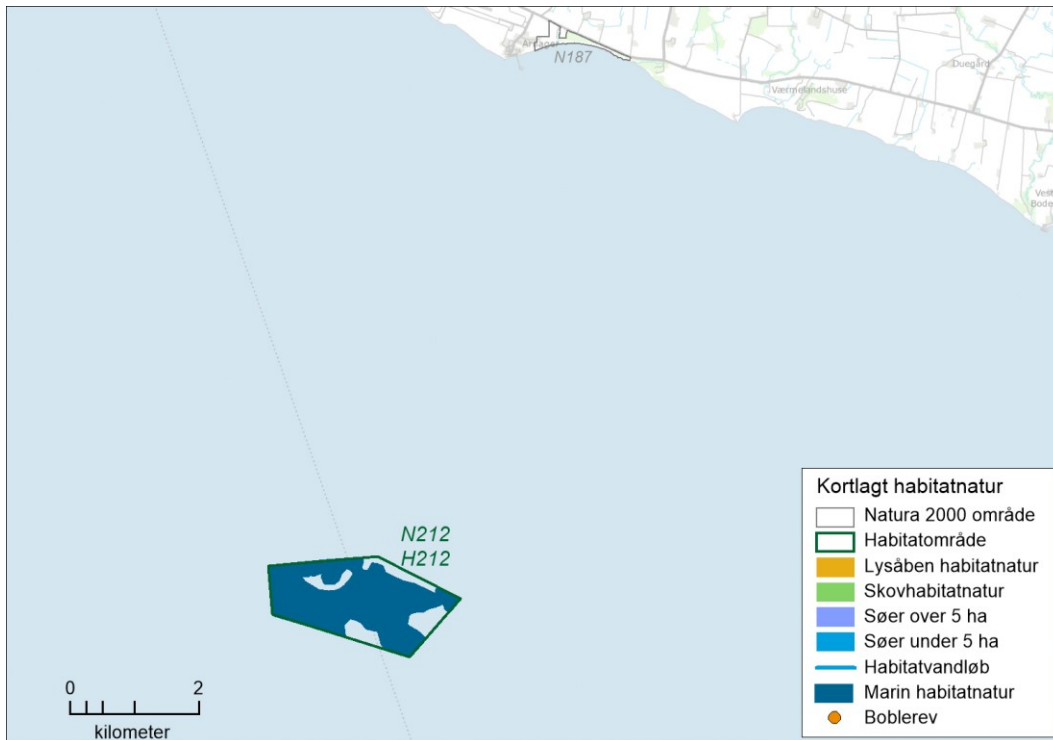 N187
Duegård
Værmelandshuse
N212
H212
0 2
kilometer
Kortlagt habitatnatur
Natura 2000 område
Habitatområde
Lysåben habitatnatur
Skovhabitatnatur
Søer over 5 ha
Søer under 5 ha
Habitatvandløb
Marin habitatnatur
Boblerev